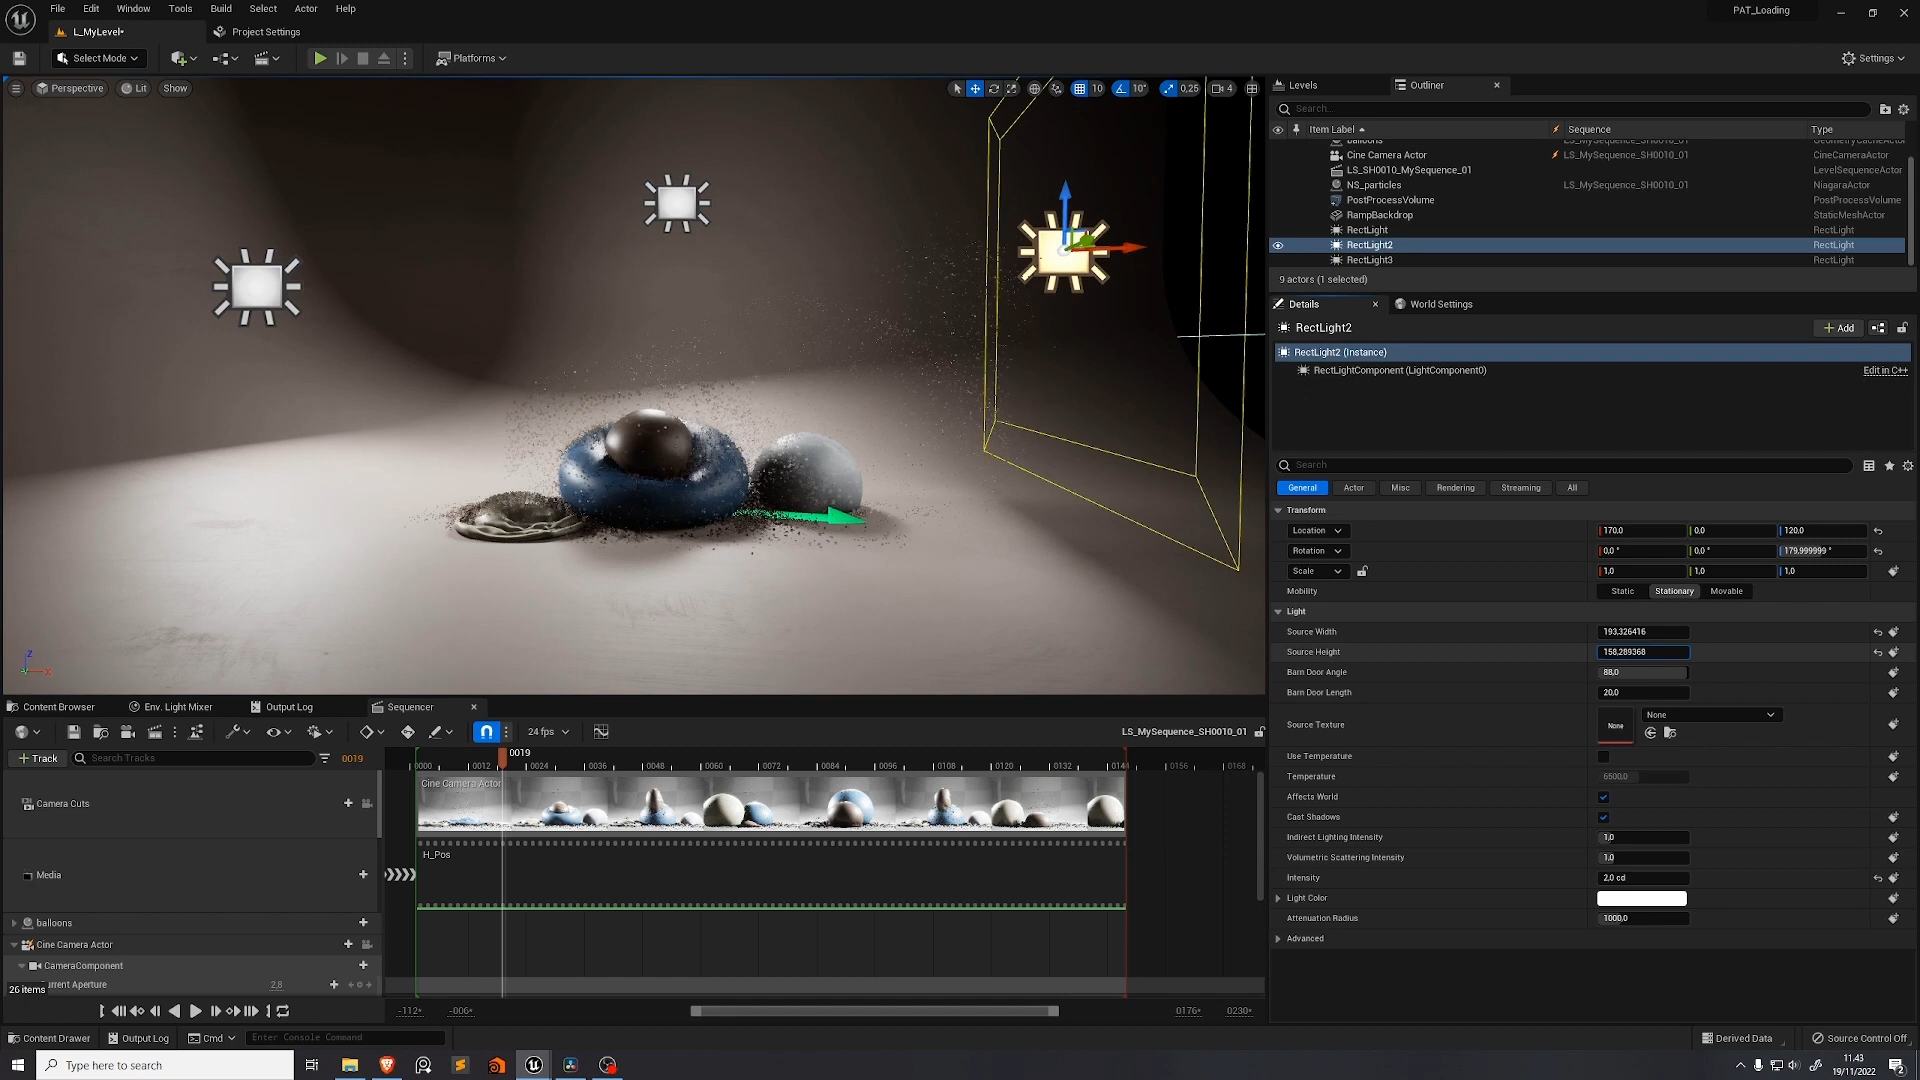 File Edit Window Tools Build Select Actor Help
PAT_Loading
L_MyLevel•
Project Settings
Select Mode
Platforms
Settings
Perspective
Lit
Show
10
10°
0,25
4
Levels
Outliner
Search...
Item Label
Sequence
Type
balloons LS_MySequence_SH0010_01 GeometryCacheActor
Cine Camera Actor LS_MySequence_SH0010_01 CineCameraActor
LS_SH0010_MySequence_01 LevelSequenceActor
NS_particles LS_MySequence_SH0010_01 NiagaraActor
PostProcessVolume PostProcessVolume
RampBackdrop StaticMeshActor
RectLight RectLight
RectLight2 RectLight
RectLight3 RectLight
9 actors (1 selected)
Details
World Settings
RectLight2
Add
RectLight2 (Instance)
RectLightComponent (LightComponent0)
Edit in C++
Search
General Actor Misc Rendering Streaming All
Transform
Location 170,0 0,0 120,0
Rotation 0,0 ° 0,0 ° 179,999999 °
Scale 1,0 1,0 1,0
Mobility Static Stationary Movable
Light
Source Width 193,326416
Source Height 158,289368
Barn Door Angle 88,0
Barn Door Length 20,0
Source Texture None None
Use Temperature
Temperature 6500,0
Affects World
Cast Shadows
Indirect Lighting Intensity 1,0
Volumetric Scattering Intensity 1,0
Intensity 2,0 cd
Light Color
Attenuation Radius 1000,0
Advanced
Z
X
Content Browser
Env. Light Mixer
Output Log
Sequencer
24 fps
LS_MySequence_SH0010_01
Track
Search Tracks
0019
0019
0000 0012 0024 0036 0048 0060 0072 0084 0096 0108 0120 0132 0144 0156 0168
Cine Camera Actor
Camera Cuts
H_Pos
Media
balloons
Cine Camera Actor
CameraComponent
26 items
urrent Aperture 2,8
-112+
-006+
0176+
0230+
Content Drawer
Output Log
Cmd
Enter Console Command
Derived Data
Source Control Off
Type here to search
11.43
19/11/2022
2